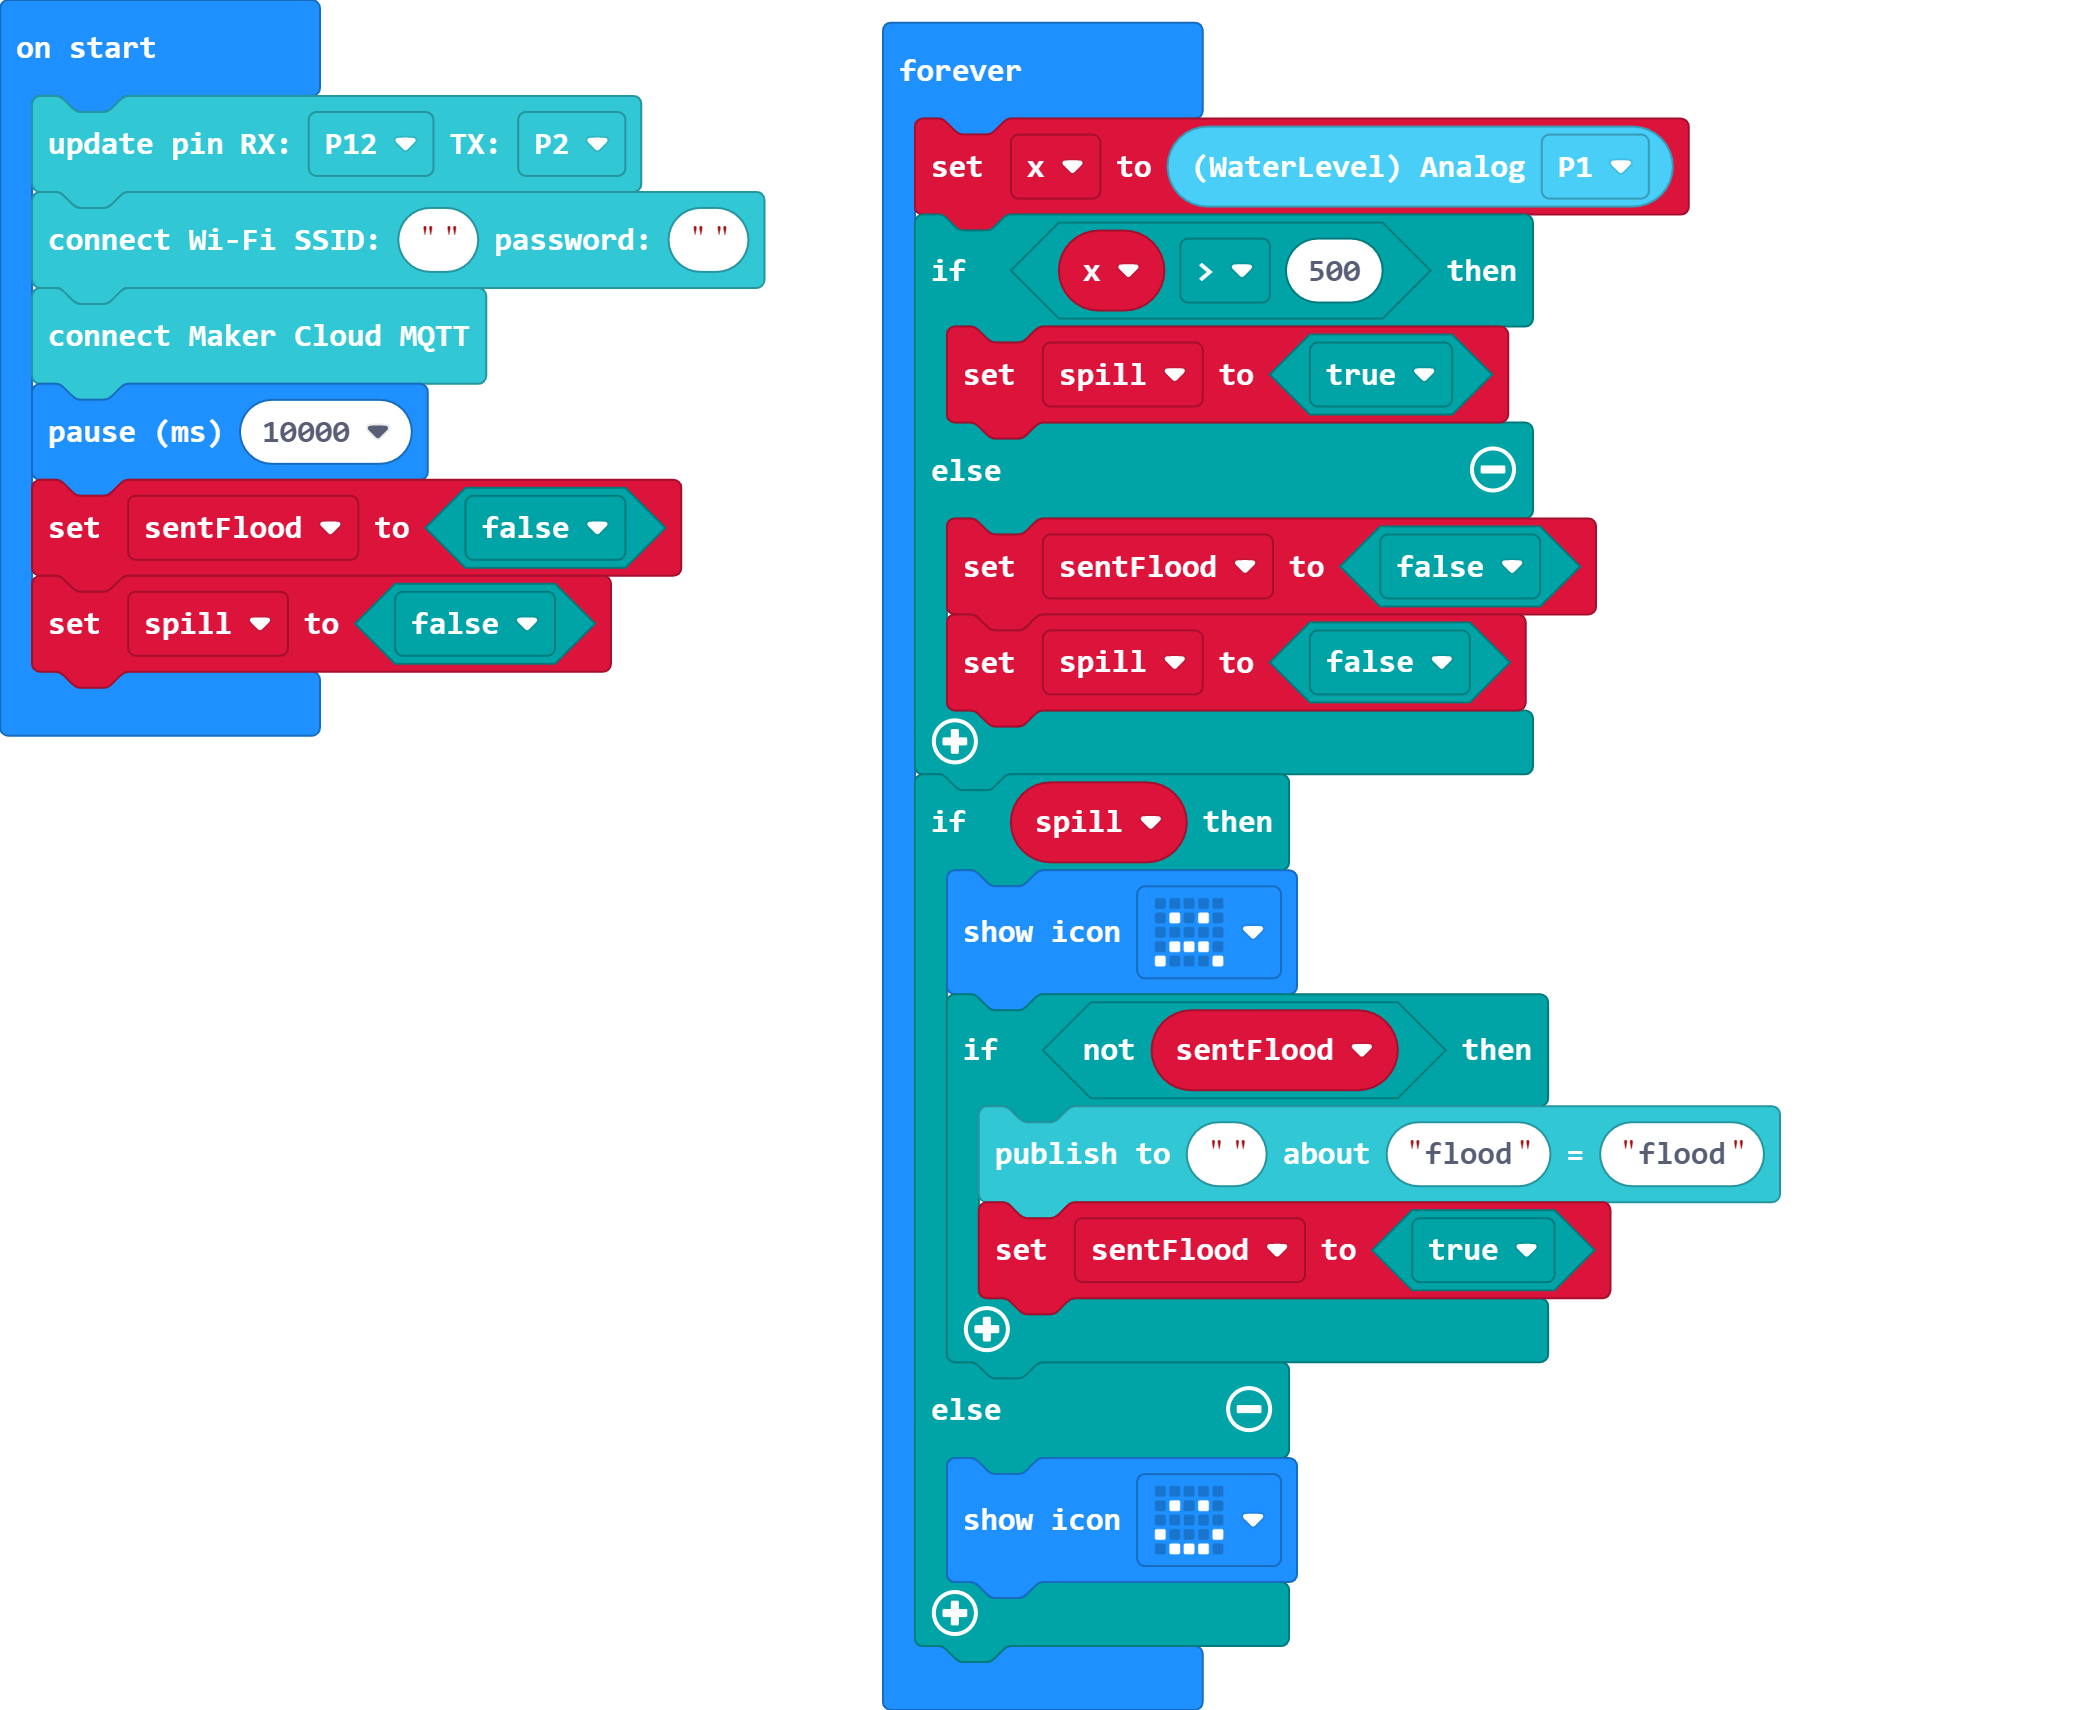 on start
update pin RX: P12 TX: P2
connect Wi-Fi SSID: " " password: " "
connect Maker Cloud MQTT
pause (ms) 10000
set sentFlood to false
set spill to false
forever
set x to (WaterLevel) Analog P1
if x > 500 then
set spill to true
else
set sentFlood to false
set spill to false
if spill then
show icon
if not sentFlood then
publish to " " about "flood" = "flood"
set sentFlood to true
else
show icon